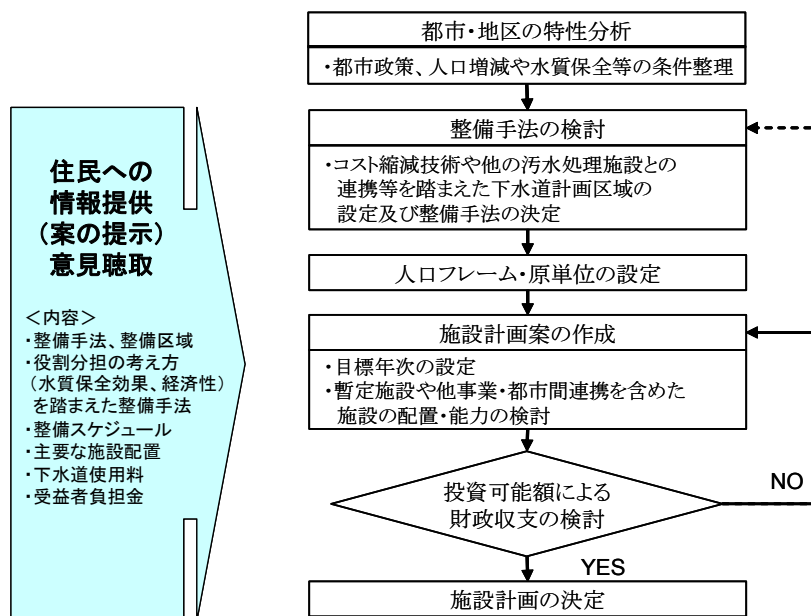 住民への
情報提供
（案の提示）
意見聴取
＜内容＞
・整備手法、整備区域
・役割分担の考え方
（水質保全効果、経済性）
を踏まえた整備手法
・整備スケジュール
・主要な施設配置
・下水道使用料
・受益者負担金
都市・地区の特性分析
・都市政策、人口増減や水質保全等の条件整理
整備手法の検討
・コスト縮減技術や他の汚水処理施設との
連携等を踏まえた下水道計画区域の
設定及び整備手法の決定
人口フレーム・原単位の設定
施設計画案の作成
・目標年次の設定
・暫定施設や他事業・都市間連携を含めた
施設の配置・能力の検討
投資可能額による
財政収支の検討
NO
YES
施設計画の決定